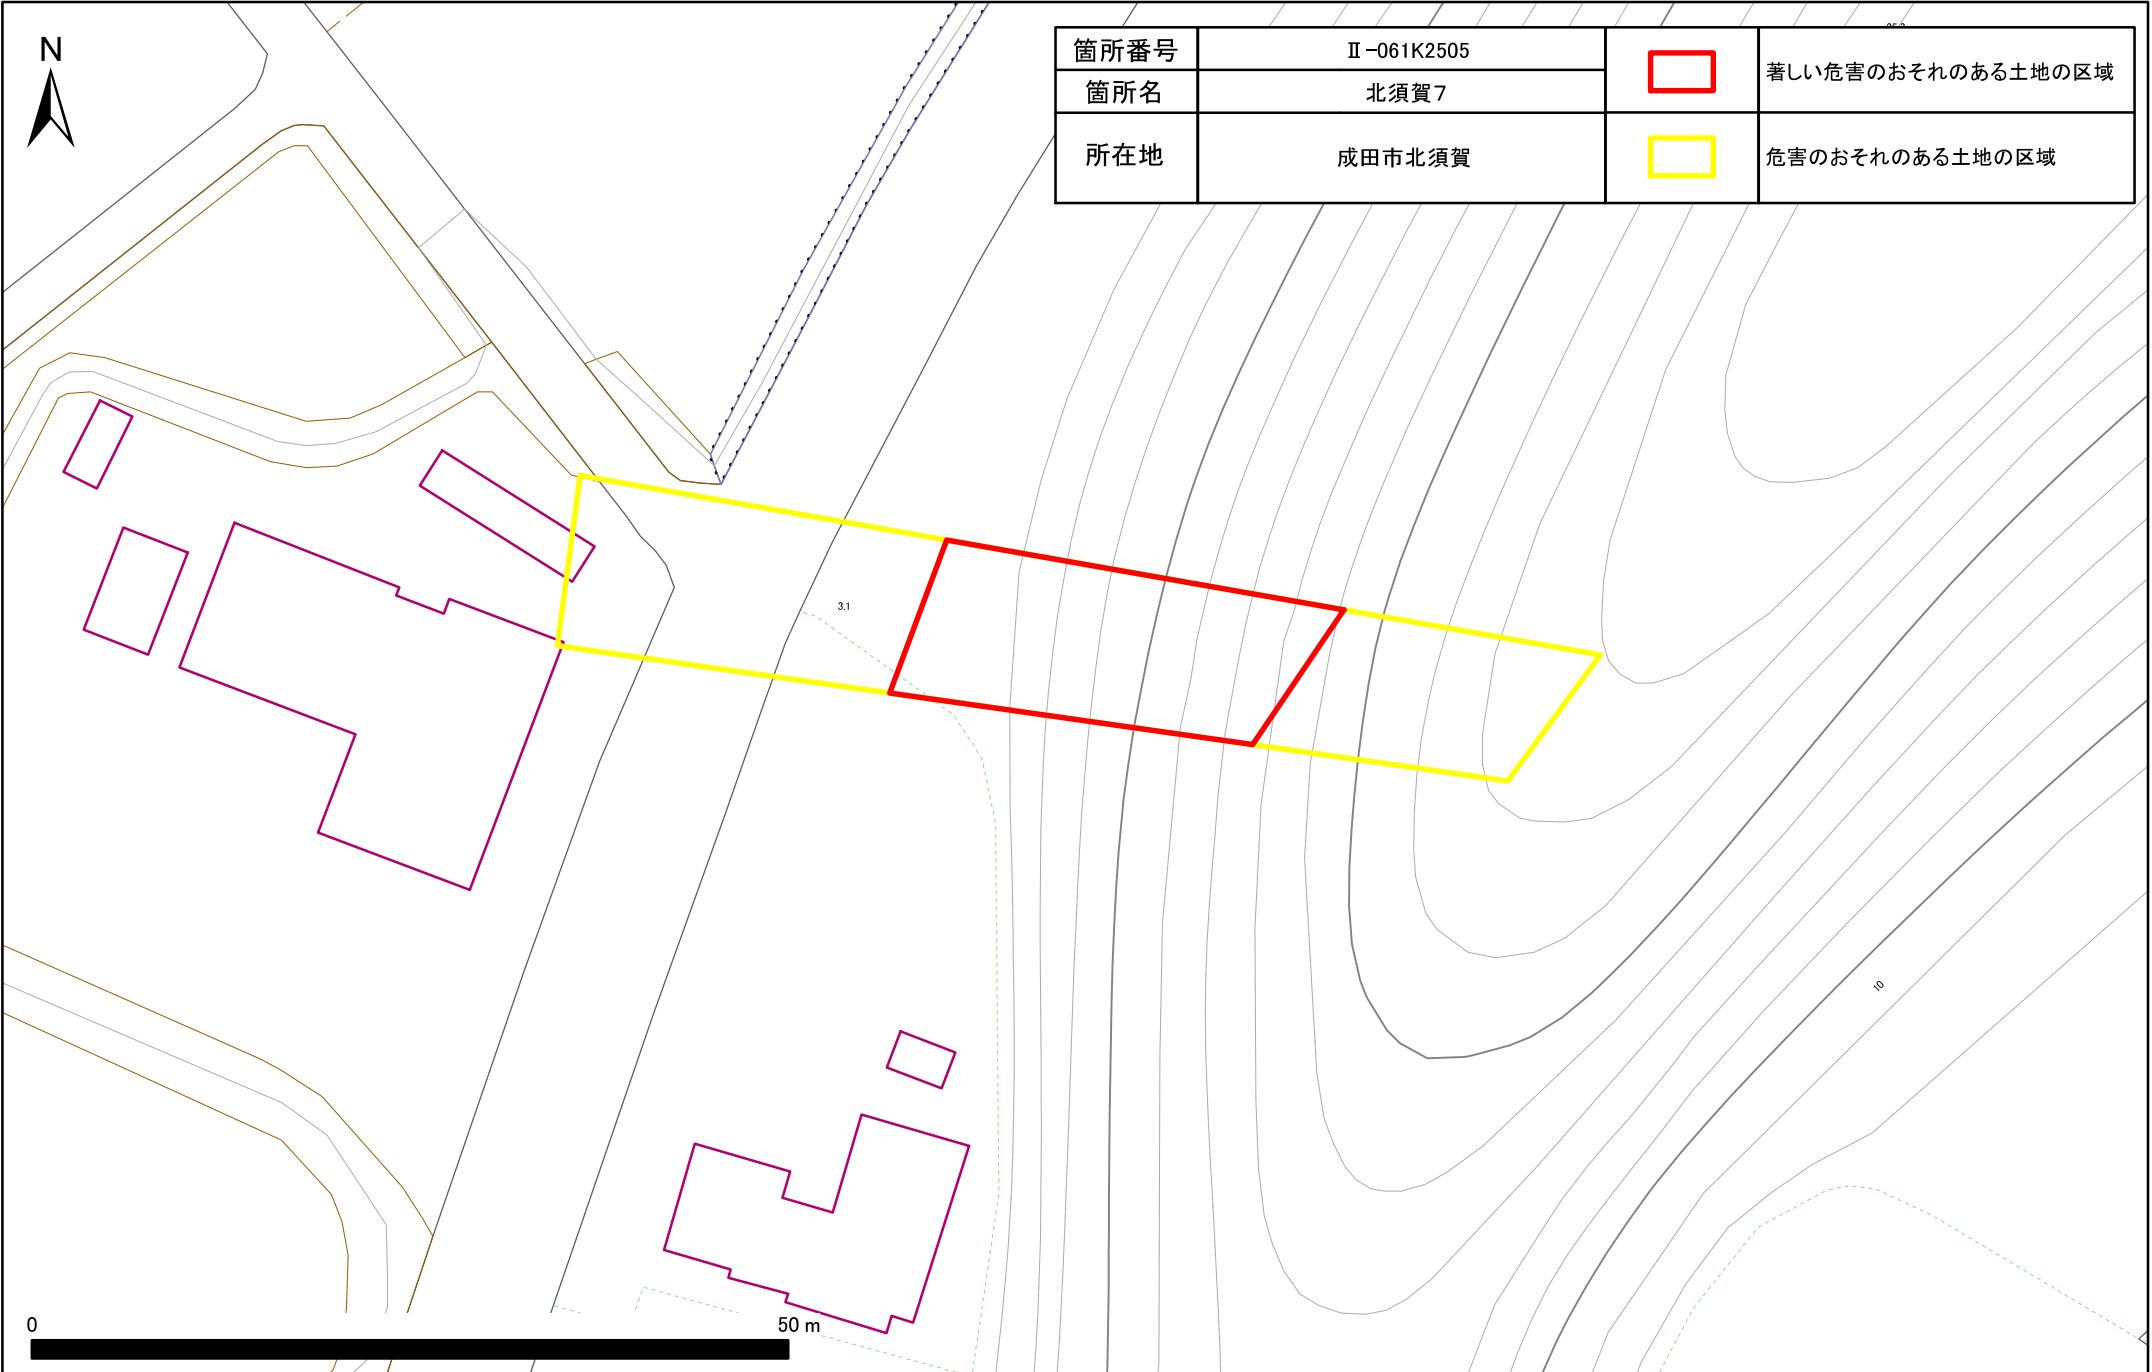 N
箇所番号 Ⅱ-061K2505 著しい危害のおそれのある土地の区域
箇所名 北須賀7
所在地 成田市北須賀 危害のおそれのある土地の区域
3.1
10
0 50 m